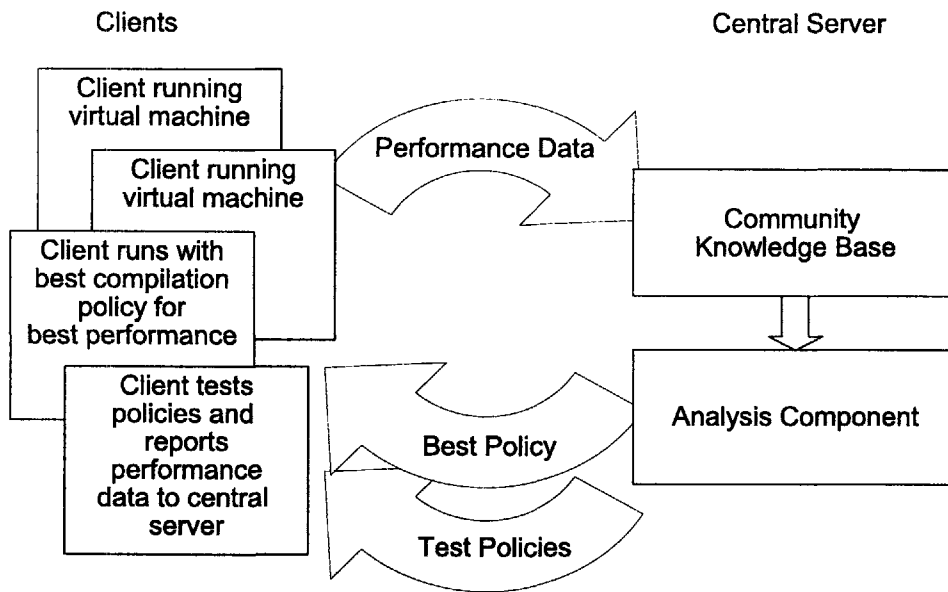 Clients
Central Server
Client running
virtual machine
Client running
virtual machine
Client runs with
best compilation
policy for
best performance
Client tests
policies and
reports
performance
data to central
server
Performance Data
Community
Knowledge Base
Analysis Component
Best Policy
Test Policies